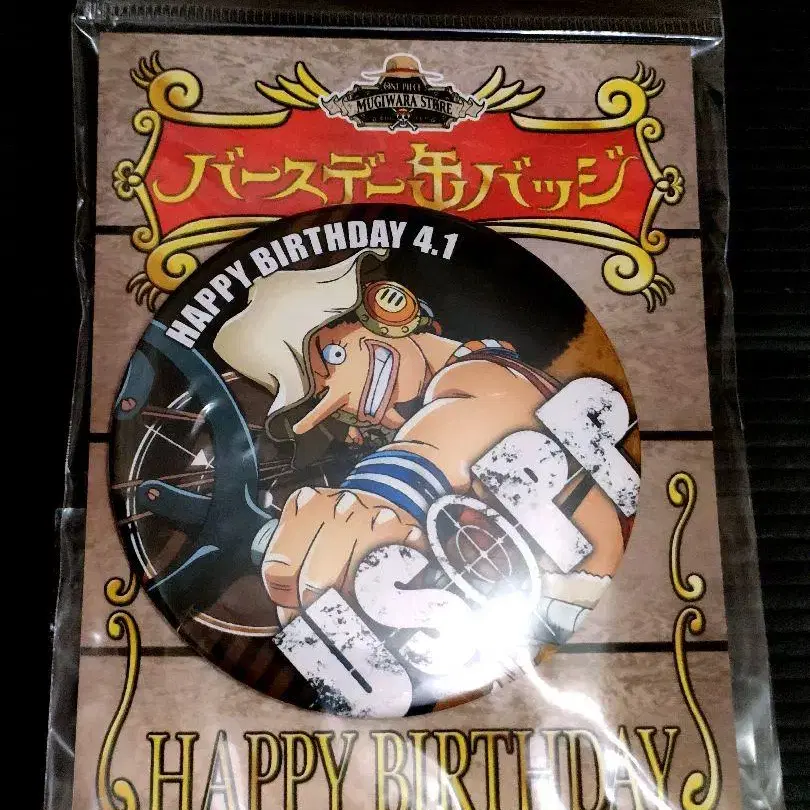 ONE PIECE
MUGIWARA STORE
バースデー缶バッジ
HAPPY BIRTHDAY 4.1
USOPP
HAPPY BIRTHDAY